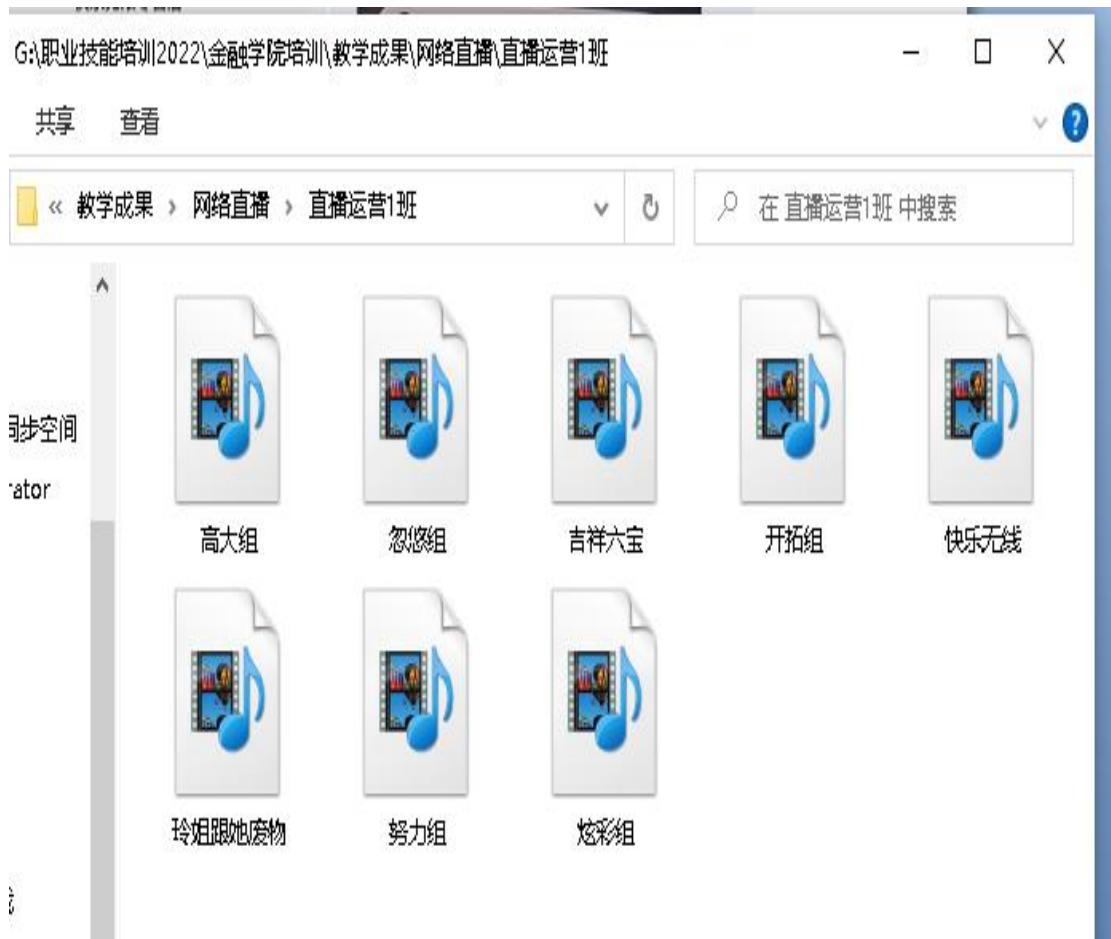 G:\职业技能培训2022\金融学院培训\教学成果\网络直播\直播运营1班
共享 查看
« 教学成果 › 网络直播 › 直播运营1班
在 直播运营1班 中搜索
步空间
ator
高大组 忽悠组 吉祥六宝 开拓组 快乐无线
玲姐跟她废物 努力组 炫彩组